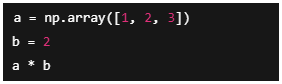 a = np.array([1, 2, 3])
b = 2
a * b